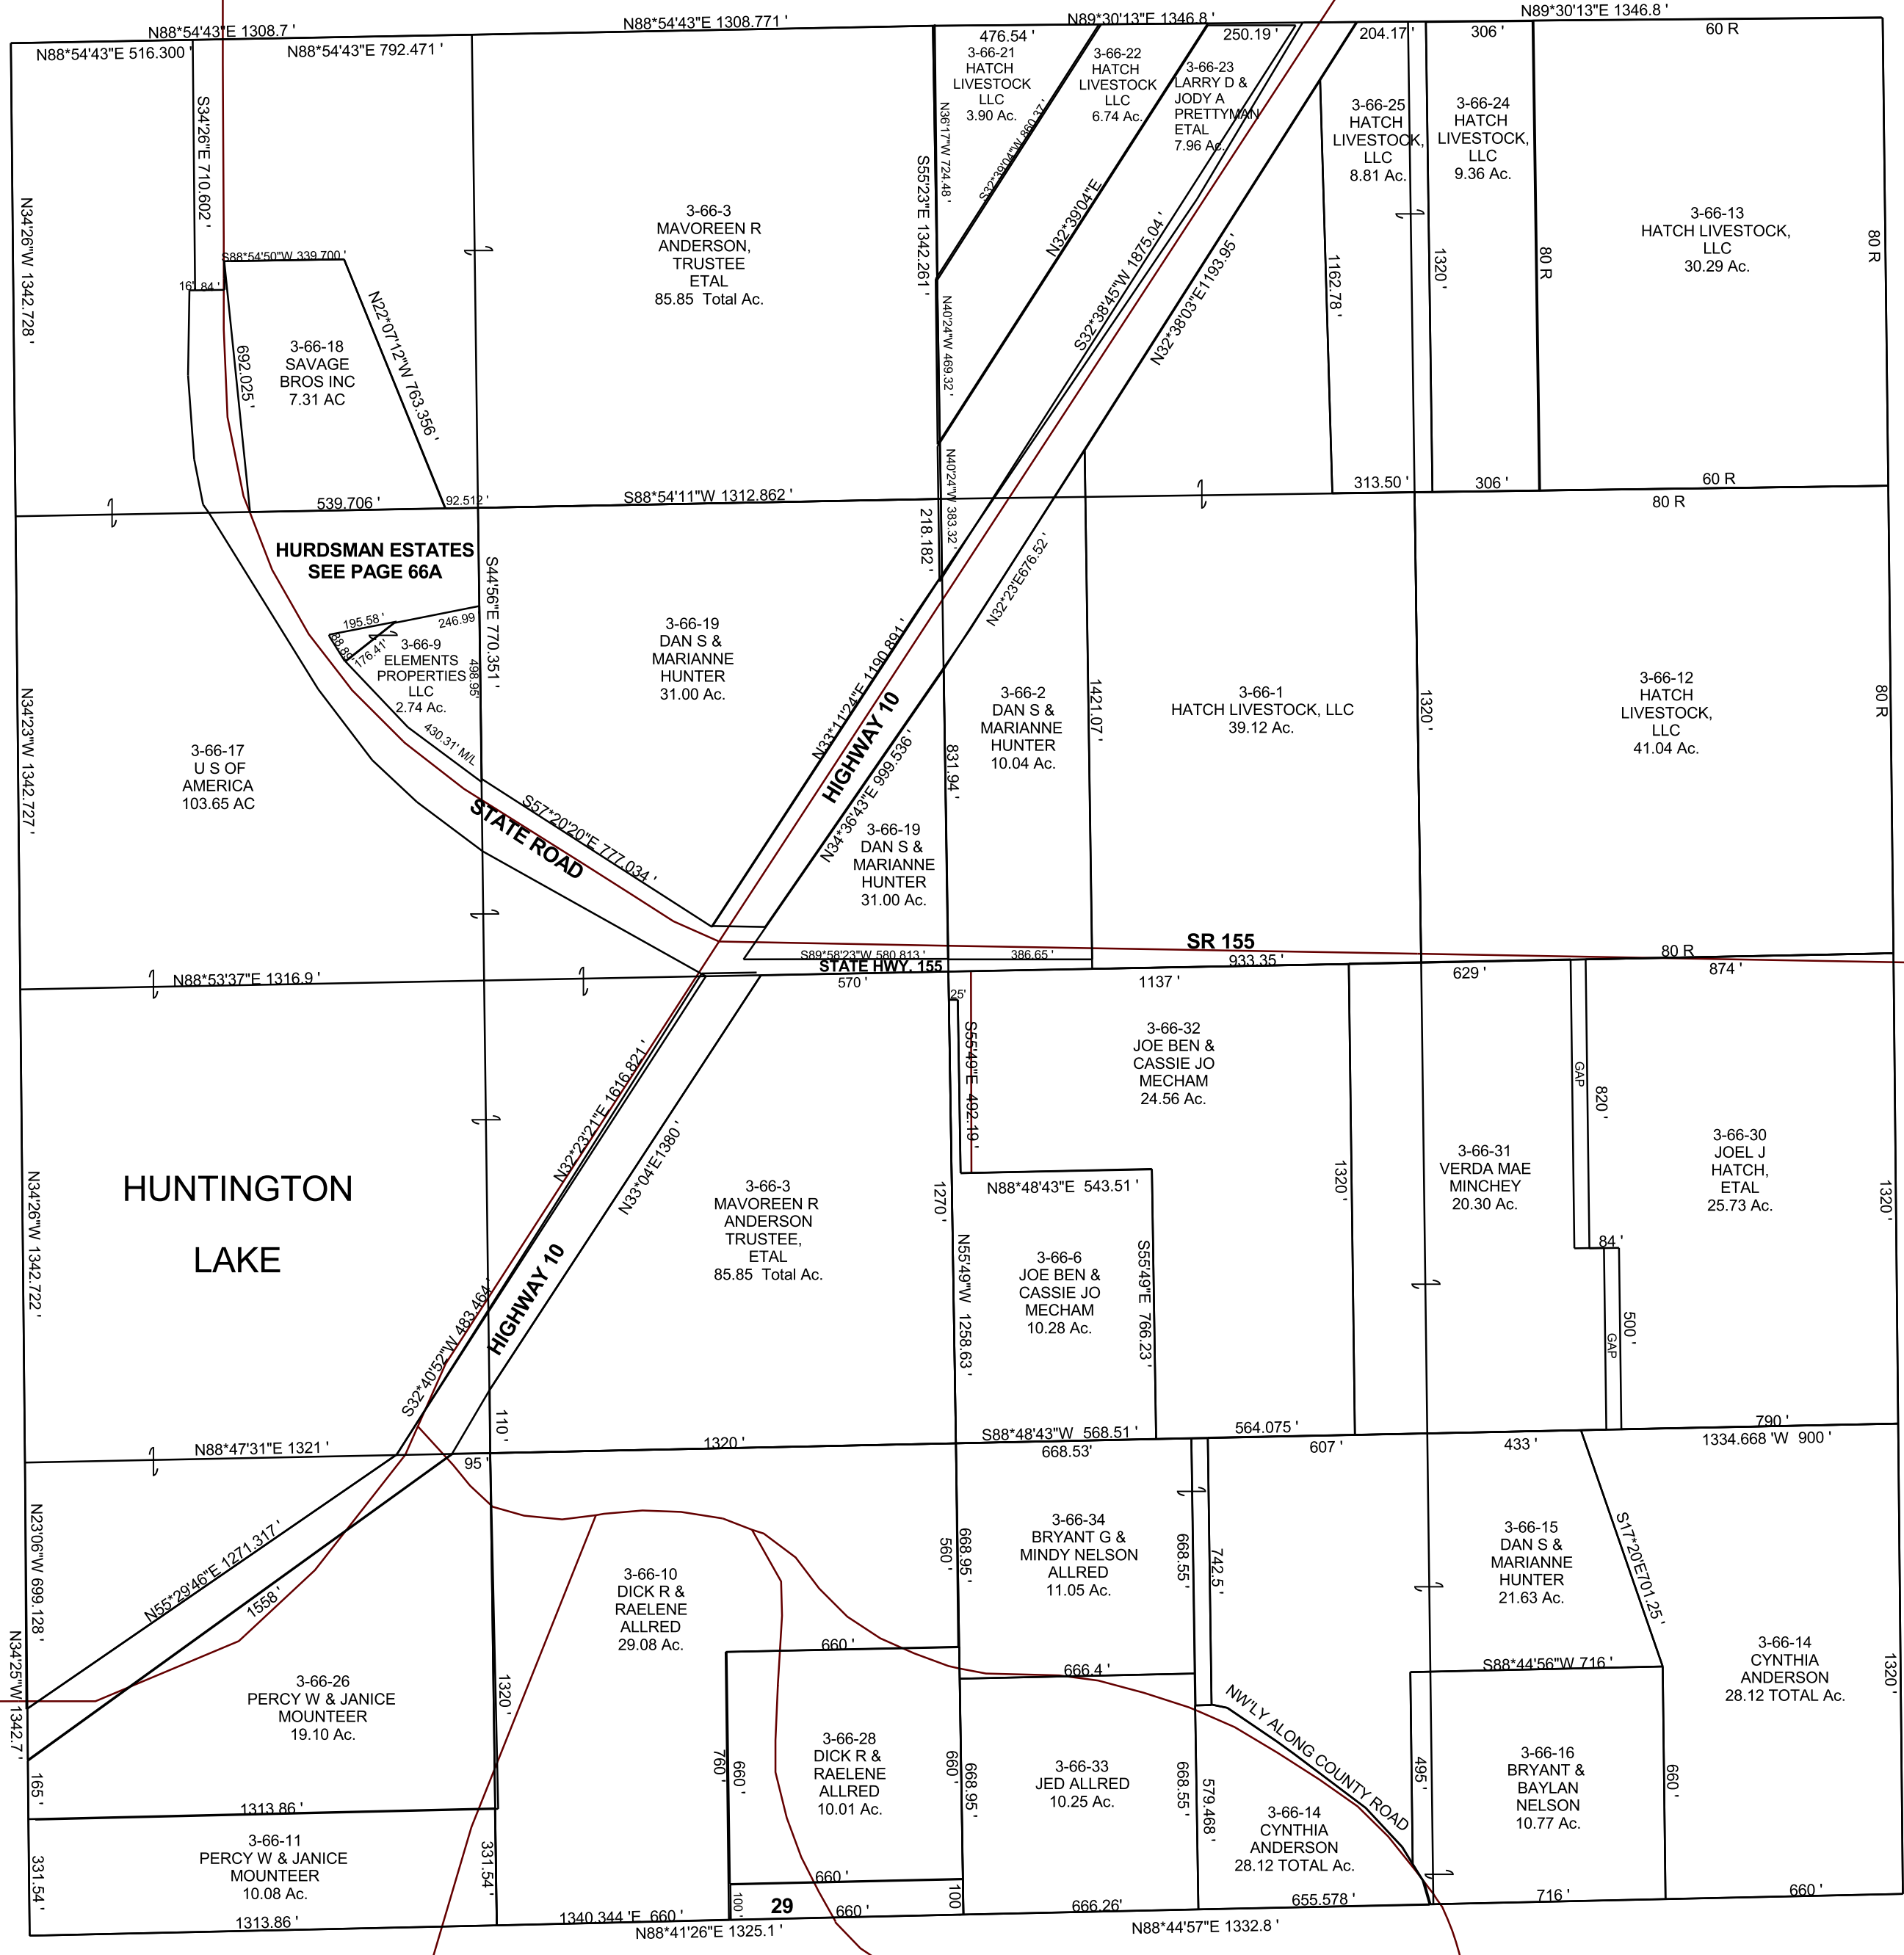 N88°54'43"E 1308.7 '
N88*54'43"E 1308.771 '
N89*30'13"E 1346.8 '
N89*30'13"E 1346.8 '
N88*54'43"E 516.300 '
N88*54'43"E 792.471 '
476.54 '
250.19 '
204.17 '
306 '
60 R
S34'26"E 710.602 '
N34'26"W 1342.728 '
S88*54'50"W 339.700 '
16'
84 '
692.025 '
N22*07'12"W 763.356 '
3-66-18
SAVAGE
BROS INC
7.31 AC
539.706 '
92.512 '
3-66-3
MAVOREEN R
ANDERSON,
TRUSTEE
ETAL
85.85 Total Ac.
S88*54'11"W 1312.862 '
S55'23"E 1342.261 '
N36'17"W 724.48 '
N40'24"W 469.32 '
N40'24"W 383.32 '
218.182 '
3-66-21
HATCH
LIVESTOCK
LLC
3.90 Ac.
S32*39'04"W 860.37 '
3-66-22
HATCH
LIVESTOCK
LLC
6.74 Ac.
N32*39'04"E
3-66-23
LARRY D &
JODY A
PRETTYMAN
ETAL
7.96 Ac.
S32*38'45"W 1875.04 '
N32*38'03"E1193.95 '
1162.78 '
3-66-25
HATCH
LIVESTOCK,
LLC
8.81 Ac.
1320 '
3-66-24
HATCH
LIVESTOCK,
LLC
9.36 Ac.
80 R
3-66-13
HATCH LIVESTOCK,
LLC
30.29 Ac.
80 R
313.50 '
306 '
60 R
80 R
HURDSMAN ESTATES
SEE PAGE 66A
195.58 '
246.99
88.89'
176.41'
3-66-9
ELEMENTS
PROPERTIES
LLC
2.74 Ac.
498.95'
430.31' M/L
S44'56"E 770.351 '
N34'23"W 1342.727 '
3-66-17
U S OF
AMERICA
103.65 AC
STATE ROAD
S57*20'20"E 777.034 '
3-66-19
DAN S &
MARIANNE
HUNTER
31.00 Ac.
N33*11'24"E 1190.891 '
HIGHWAY 10
N34*36'43"E 999.536 '
N32*23'E676.52 '
3-66-19
DAN S &
MARIANNE
HUNTER
31.00 Ac.
831.94 '
3-66-2
DAN S &
MARIANNE
HUNTER
10.04 Ac.
1421.07 '
3-66-1
HATCH LIVESTOCK, LLC
39.12 Ac.
1320 '
3-66-12
HATCH
LIVESTOCK,
LLC
41.04 Ac.
80 R
SR 155
S89*58'23"W 580.813 '
386.65 '
STATE HWY. 155
933.35 '
80 R
N88*53'37"E 1316.9 '
570 '
1137 '
629 '
874 '
25'
S55'49"E 492.19 '
3-66-32
JOE BEN &
CASSIE JO
MECHAM
24.56 Ac.
1320 '
GAP
820 '
3-66-31
VERDA MAE
MINCHEY
20.30 Ac.
3-66-30
JOEL J
HATCH,
ETAL
25.73 Ac.
1320 '
84 '
GAP
500 '
HUNTINGTON
LAKE
N34'26"W 1342.722 '
N32*23'21"E 1616.821 '
N33*04'E1380 '
S32*40'52"W 483.464 '
HIGHWAY 10
3-66-3
MAVOREEN R
ANDERSON
TRUSTEE,
ETAL
85.85 Total Ac.
1270 '
N88*48'43"E 543.51 '
N55'49"W 1258.63 '
3-66-6
JOE BEN &
CASSIE JO
MECHAM
10.28 Ac.
S55'49"E 766.23 '
110 '
N88*47'31"E 1321 '
95 '
1320 '
S88*48'43"W 568.51 '
668.53'
564.075 '
607 '
433 '
790 '
1334.668 'W 900 '
N23'06"W 699.128 '
N55*29'46"E 1271.317 '
1558 '
N34'25"W 1342.7 '
165 '
3-66-26
PERCY W & JANICE
MOUNTEER
19.10 Ac.
1320 '
1313.86 '
331.54 '
3-66-11
PERCY W & JANICE
MOUNTEER
10.08 Ac.
331.54 '
1313.86 '
3-66-10
DICK R &
RAELENE
ALLRED
29.08 Ac.
560 '
668.95 '
660 '
760 '
660 '
3-66-28
DICK R &
RAELENE
ALLRED
10.01 Ac.
660 '
668.95 '
660 '
100 '
29
660 '
100
1340.344 'E 660 '
N88*41'26"E 1325.1 '
3-66-34
BRYANT G &
MINDY NELSON
ALLRED
11.05 Ac.
668.55 '
742.5 '
666.4 '
3-66-33
JED ALLRED
10.25 Ac.
668.55 '
579.468 '
666.26'
NW'LY ALONG COUNTY ROAD
3-66-14
CYNTHIA
ANDERSON
28.12 TOTAL Ac.
655.578 '
N88*44'57"E 1332.8 '
3-66-15
DAN S &
MARIANNE
HUNTER
21.63 Ac.
S17*20'E701.25 '
S88*44'56"W 716 '
495 '
3-66-16
BRYANT &
BAYLAN
NELSON
10.77 Ac.
660 '
716 '
3-66-14
CYNTHIA
ANDERSON
28.12 TOTAL Ac.
1320 '
660 '